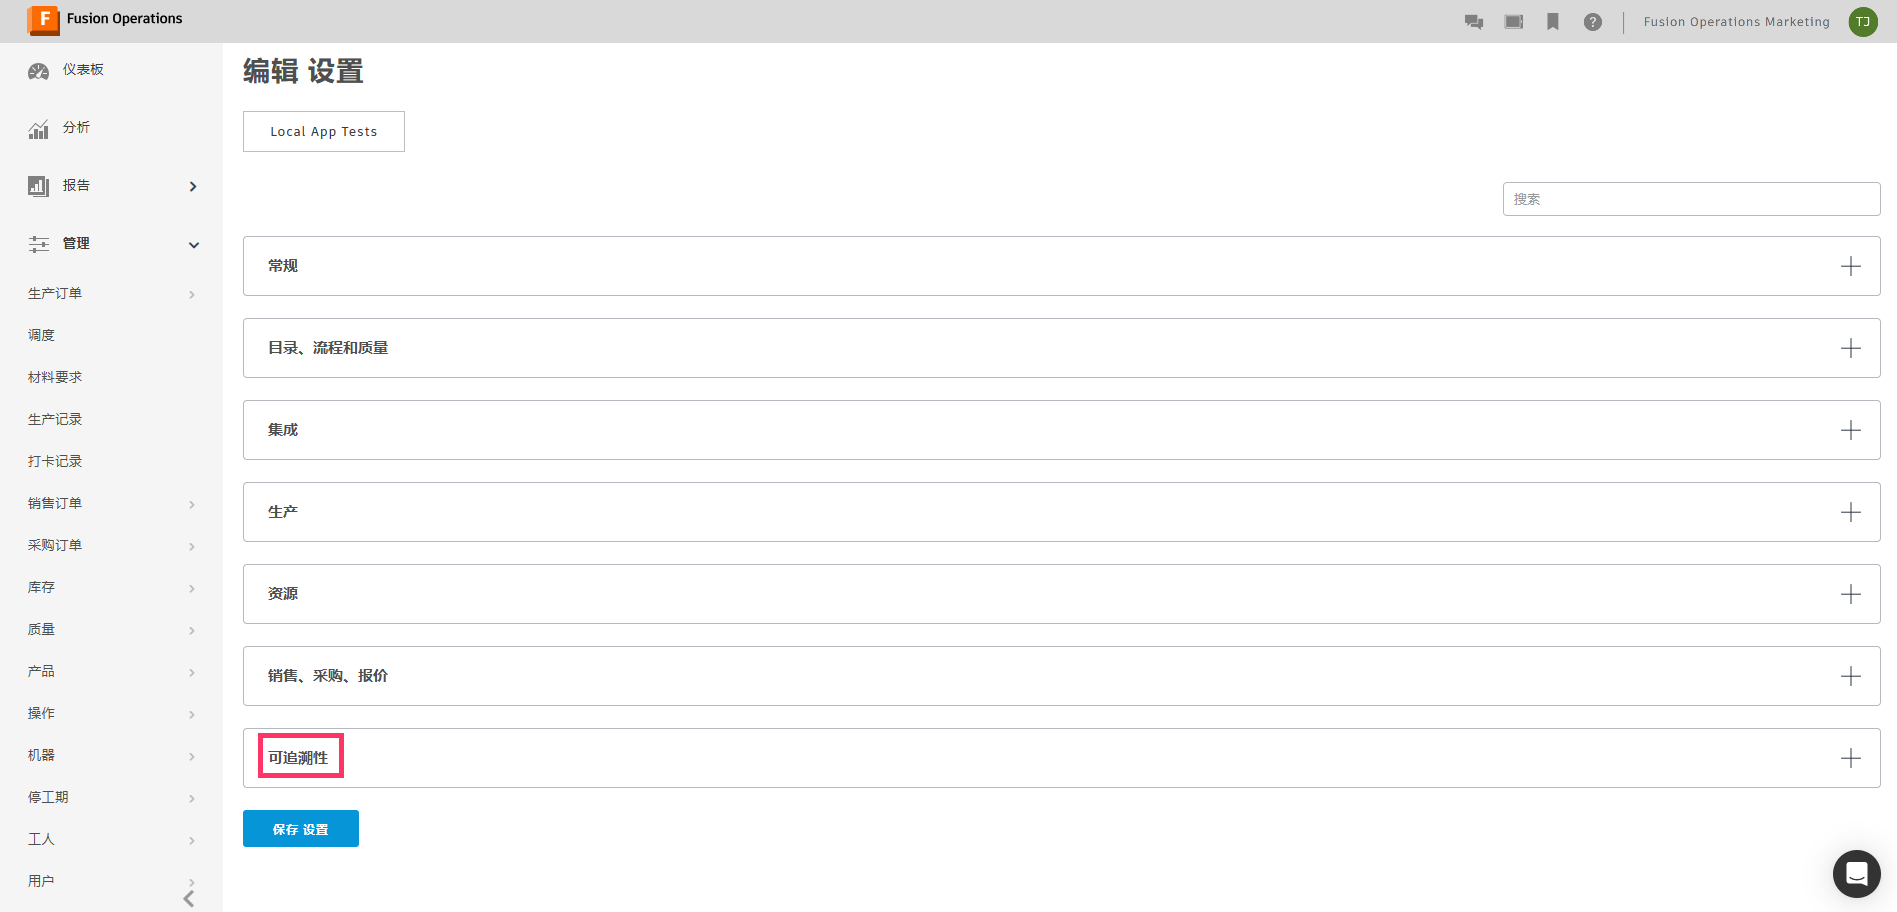 F Fusion Operations
Fusion Operations Marketing
TJ
仪表板
分析
报告
管理
生产订单
调度
材料要求
生产记录
打卡记录
销售订单
采购订单
库存
质量
产品
操作
机器
停工期
工人
用户
编辑 设置
Local App Tests
搜索
常规
目录、流程和质量
集成
生产
资源
销售、采购、报价
可追溯性
保存 设置